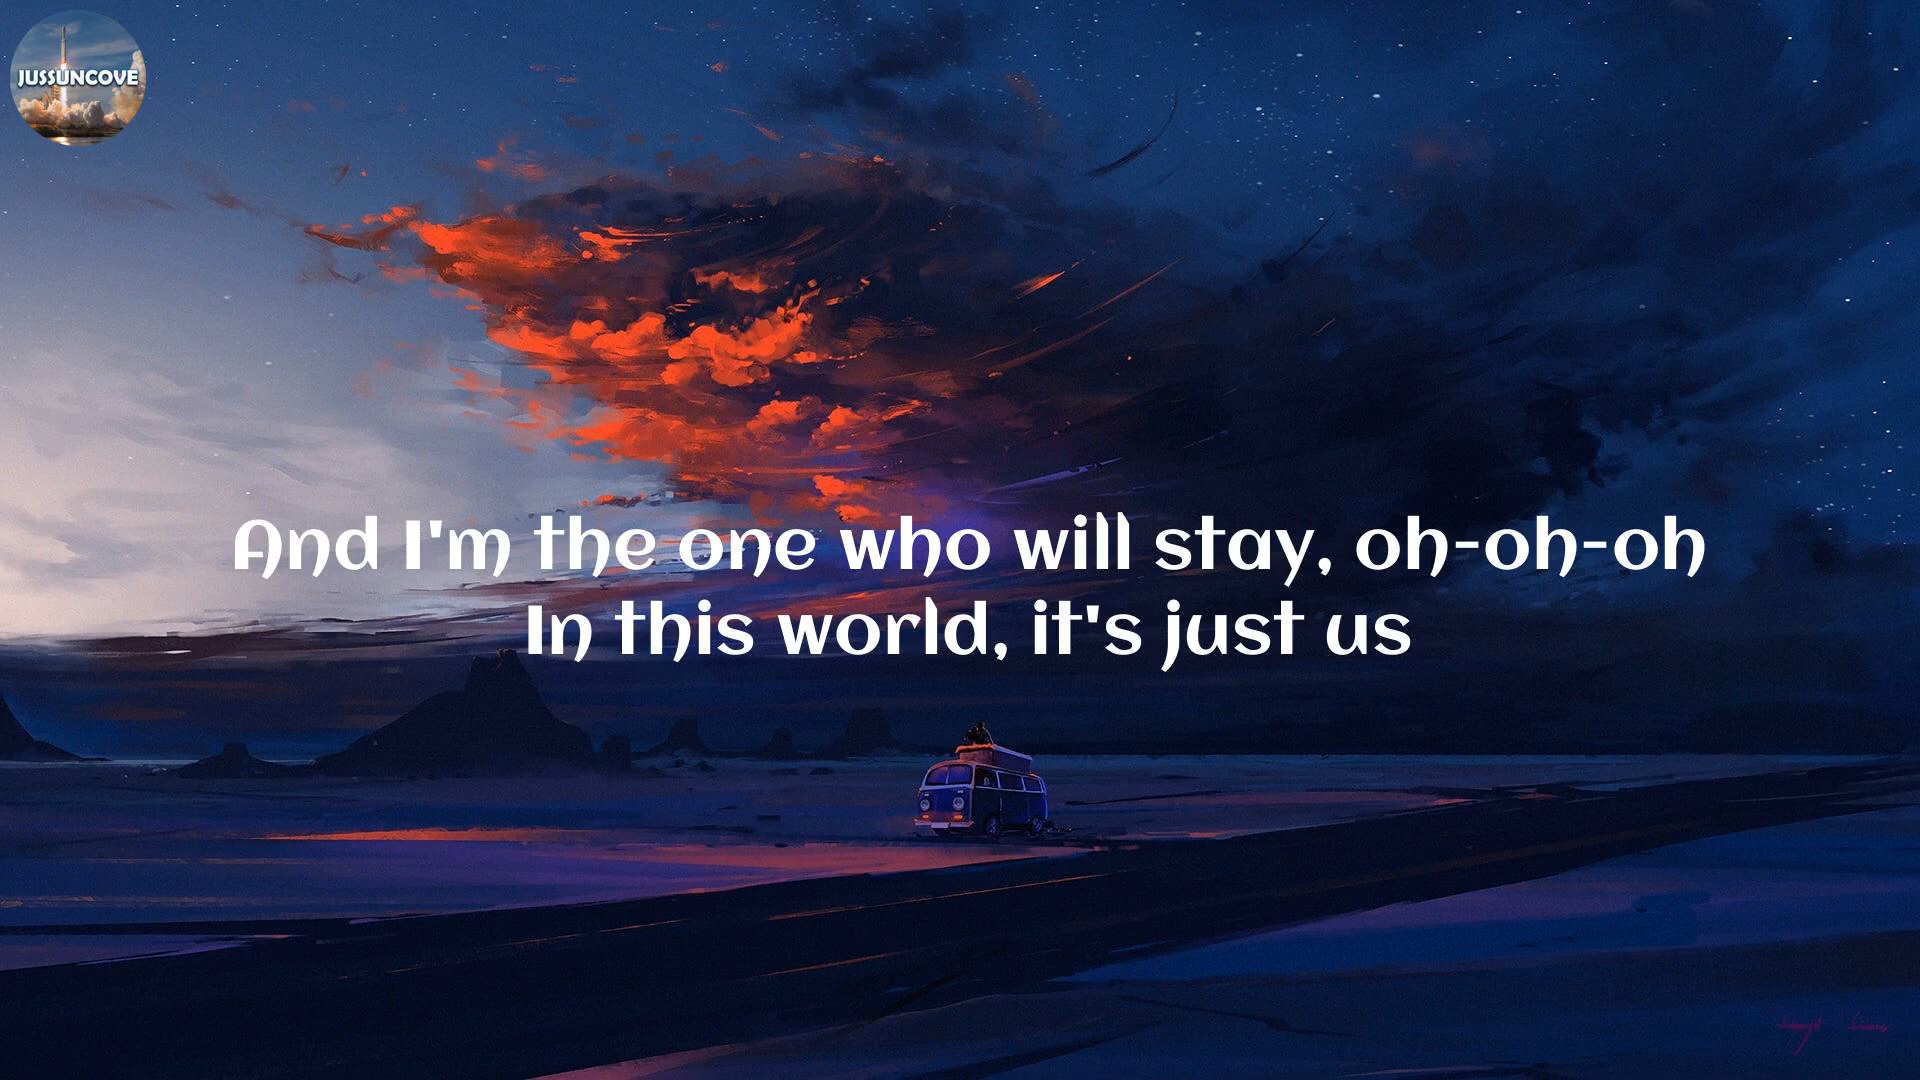 JUSSUNCOVE
And I'm the one who will stay, oh-oh-oh
In this world, it's just us